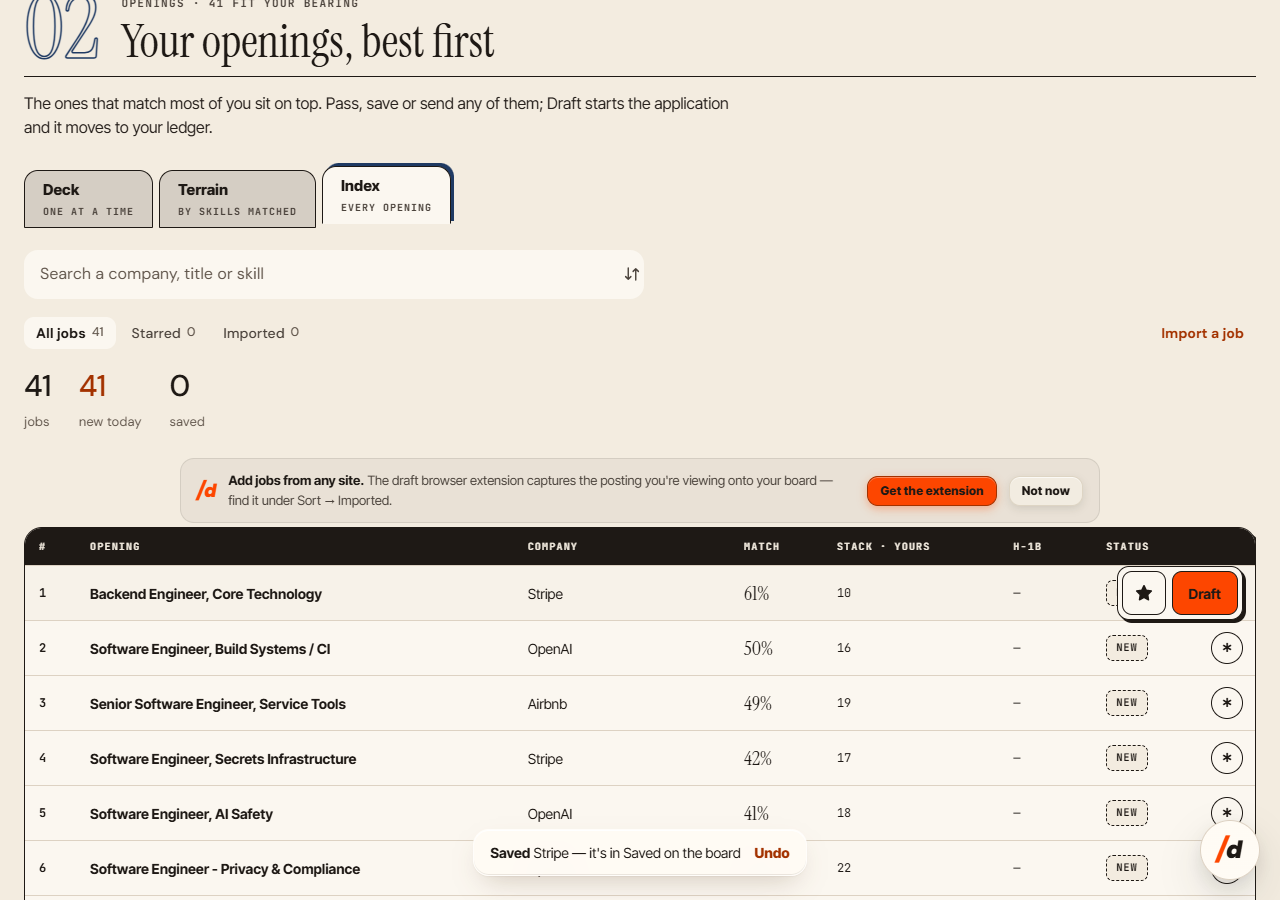 OPENINGS · 41 FIT YOUR BEARING
02
Your openings, best first
The ones that match most of you sit on top. Pass, save or send any of them; Draft starts the application
and it moves to your ledger.
Deck
ONE AT A TIME
Terrain
BY SKILLS MATCHED
Index
EVERY OPENING
Search a company, title or skill
All jobs 41
Starred 0
Imported 0
Import a job
41
jobs
41
new today
0
saved
/d
Add jobs from any site. The draft browser extension captures the posting you're viewing onto your board —
find it under Sort → Imported.
Get the extension
Not now
# OPENING COMPANY MATCH STACK · YOURS H-1B STATUS
1 Backend Engineer, Core Technology Stripe 61% 10 — Draft
2 Software Engineer, Build Systems / CI OpenAI 50% 16 — NEW *
3 Senior Software Engineer, Service Tools Airbnb 49% 19 — NEW *
4 Software Engineer, Secrets Infrastructure Stripe 42% 17 — NEW *
5 Software Engineer, AI Safety OpenAI 41% 18 — NEW *
6 Software Engineer - Privacy & Compliance 22 — NEW
Saved Stripe — it's in Saved on the board Undo
/d